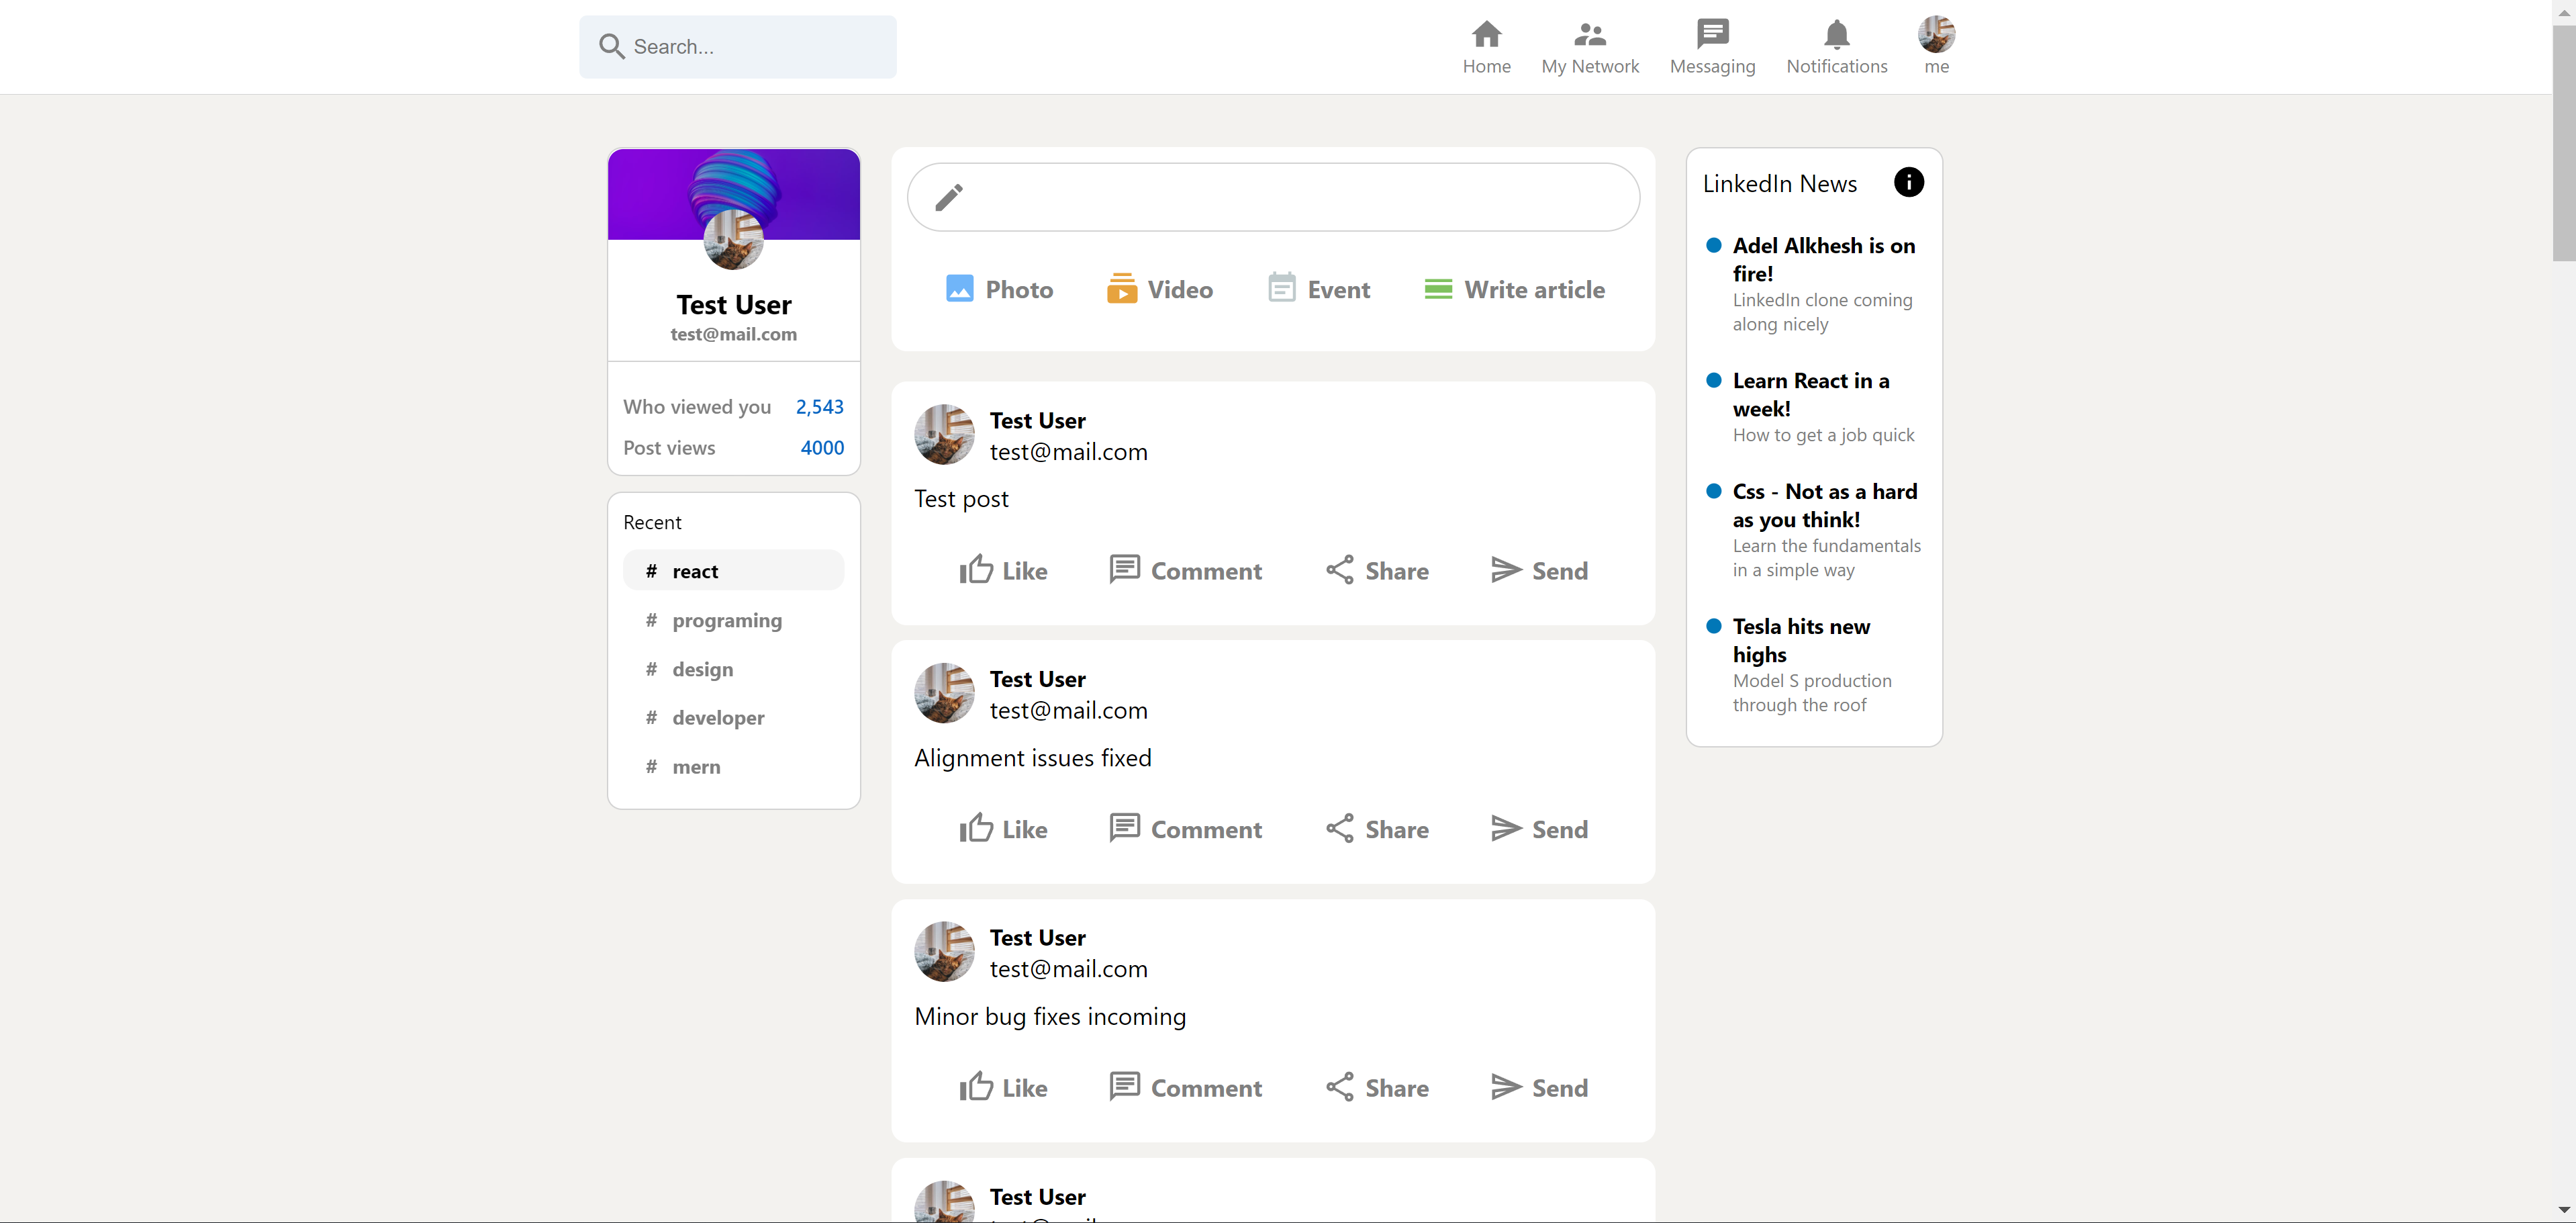 Search...
Home
My Network
Messaging
Notifications
me
Test User
test@mail.com
Who viewed you 2,543
Post views 4000
Recent
# react
# programing
# design
# developer
# mern
Photo
Video
Event
Write article
Test User
test@mail.com
Test post
Like
Comment
Share
Send
Test User
test@mail.com
Alignment issues fixed
Like
Comment
Share
Send
Test User
test@mail.com
Minor bug fixes incoming
Like
Comment
Share
Send
Test User
LinkedIn News
Adel Alkhesh is on
fire!
LinkedIn clone coming
along nicely
Learn React in a
week!
How to get a job quick
Css - Not as a hard
as you think!
Learn the fundamentals
in a simple way
Tesla hits new
highs
Model S production
through the roof